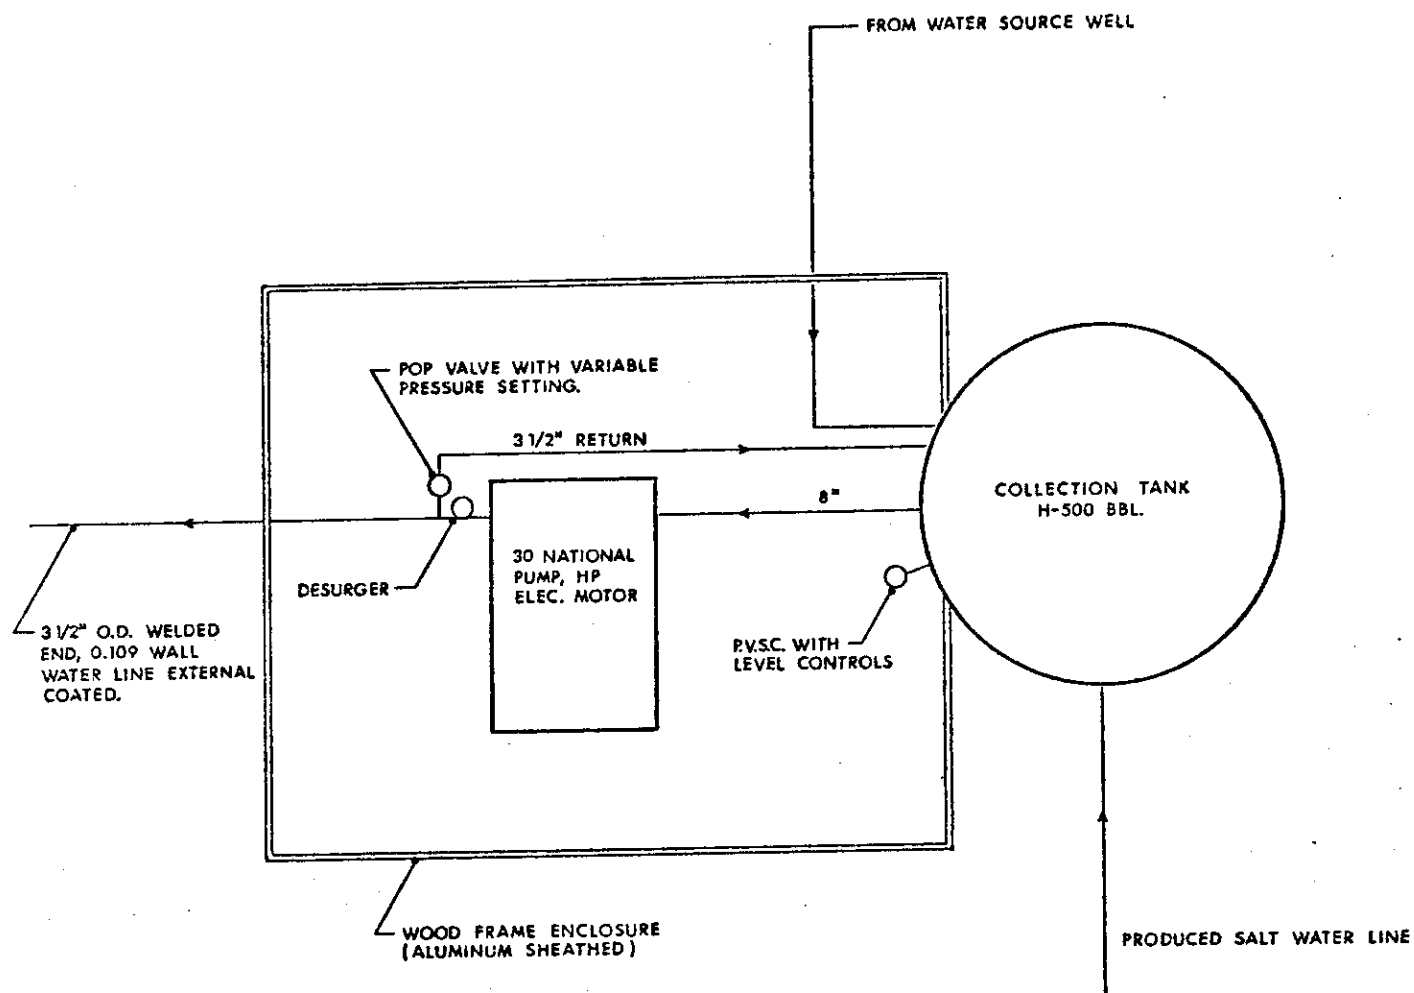 FROM WATER SOURCE WELL
POP VALVE WITH VARIABLE
PRESSURE SETTING.
3 1/2" RETURN
8"
COLLECTION TANK
H-500 BBL.
30 NATIONAL
PUMP, HP
ELEC. MOTOR
DESURGER
3 1/2" O.D. WELDED
END, 0.109 WALL
WATER LINE EXTERNAL
COATED.
P.V.S.C. WITH
LEVEL CONTROLS
WOOD FRAME ENCLOSURE
(ALUMINUM SHEATHED)
PRODUCED SALT WATER LINE